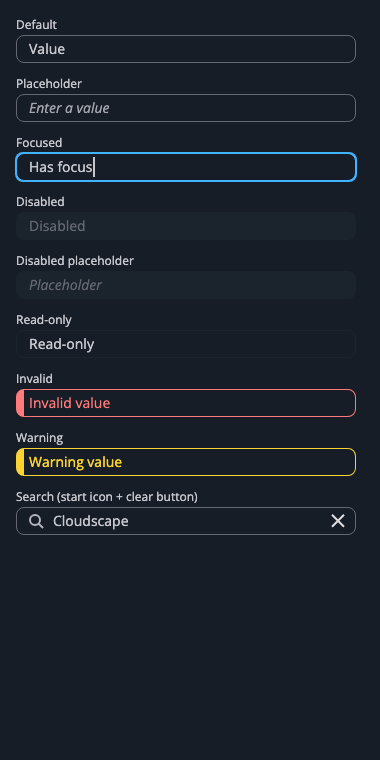 Default
Value
Placeholder
Enter a value
Focused
Has focus
Disabled
Disabled
Disabled placeholder
Placeholder
Read-only
Read-only
Invalid
Invalid value
Warning
Warning value
Search (start icon + clear button)
Cloudscape